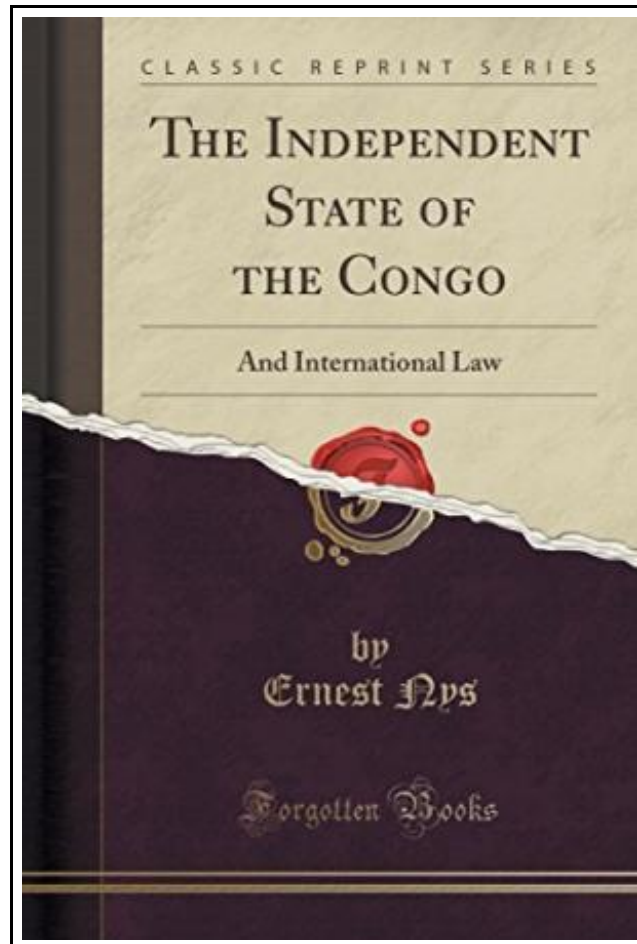 CLASSIC REPRINT SERIES
THE INDEPENDENT
STATE OF
THE CONGO
And International Law
by
Ernest Nys
Forgotten Books